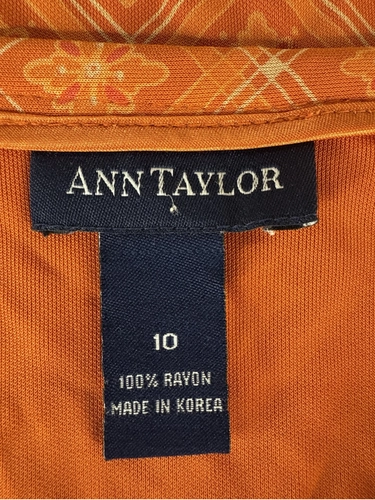 ANN TAYLOR
10
100% RAYON
MADE IN KOREA